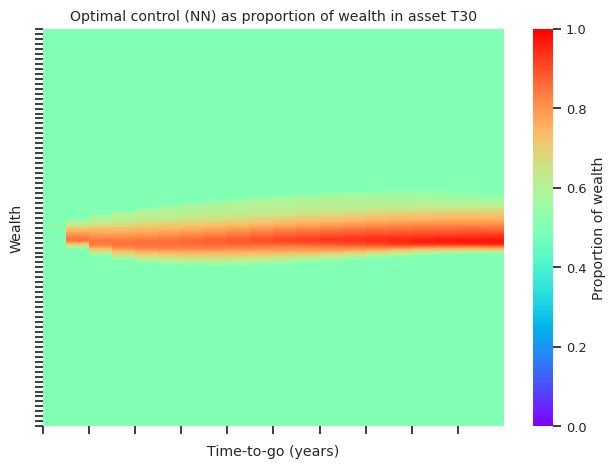 Optimal control (NN) as proportion of wealth in asset T30
Wealth
Time-to-go (years)
1.0
0.8
0.6
0.4
0.2
0.0
Proportion of wealth